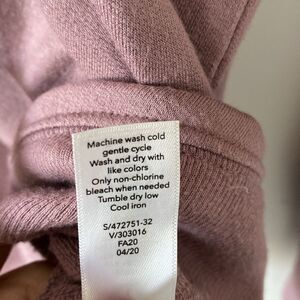 Machine wash cold
gentle cycle
Wash and dry with
like colors
Only non-chlorine
bleach when needed
Tumble dry low
Cool iron
S/472751-32
V/303016
FA20
04/20